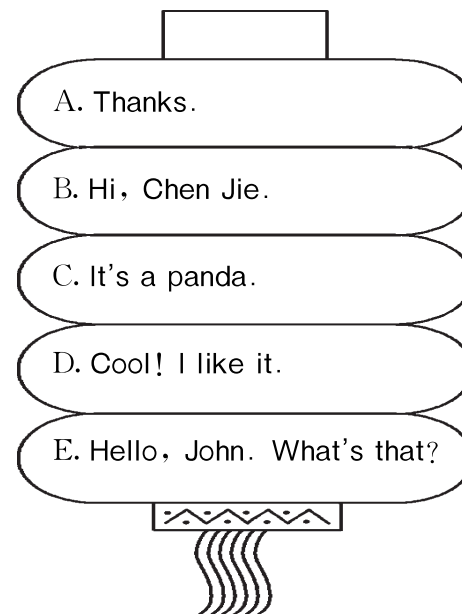 A. Thanks.
B. Hi, Chen Jie.
C. It's a panda.
D. Cool! I like it.
E. Hello, John. What's that?